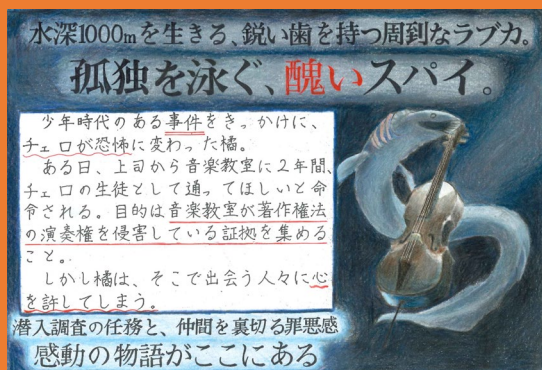 水深1000mを生きる、鋭い歯を持つ周到なラブカ。
孤独を泳ぐ、醜いスパイ。
少年時代のある事件をきっかけに、
チェロが恐怖に変わった橘。
ある日、上司から音楽教室に2年間、
チェロの生徒として通ってほしいと命
令される。目的は音楽教室が著作権法
の演奏権を侵害している証拠を集める
こと。
しかし橘は、そこで出会う人々に心
を許してしまう。
潜入調査の任務と、仲間を裏切る罪悪感
感動の物語がここにある